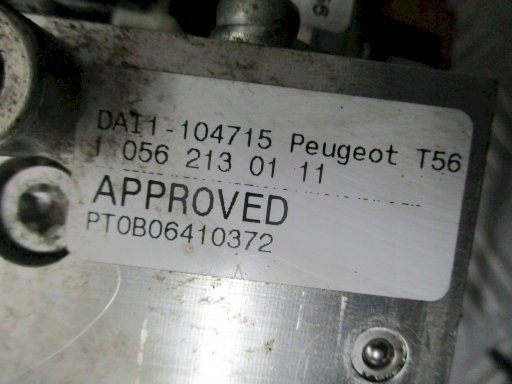 DAI1-104715 Peugeot T56
1 056 213 01 11
APPROVED
PT0B06410372